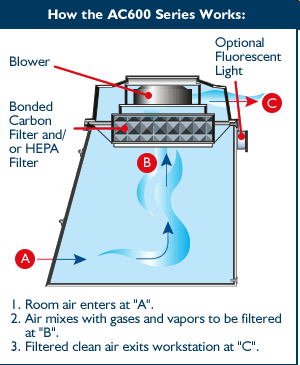 How the AC600 Series Works:
Optional
Fluorescent
Light
Blower
C
Bonded
Carbon
Filter and/
or HEPA
Filter
B
A
1. Room air enters at "A".
2. Air mixes with gases and vapors to be filtered
at "B".
3. Filtered clean air exits workstation at "C".